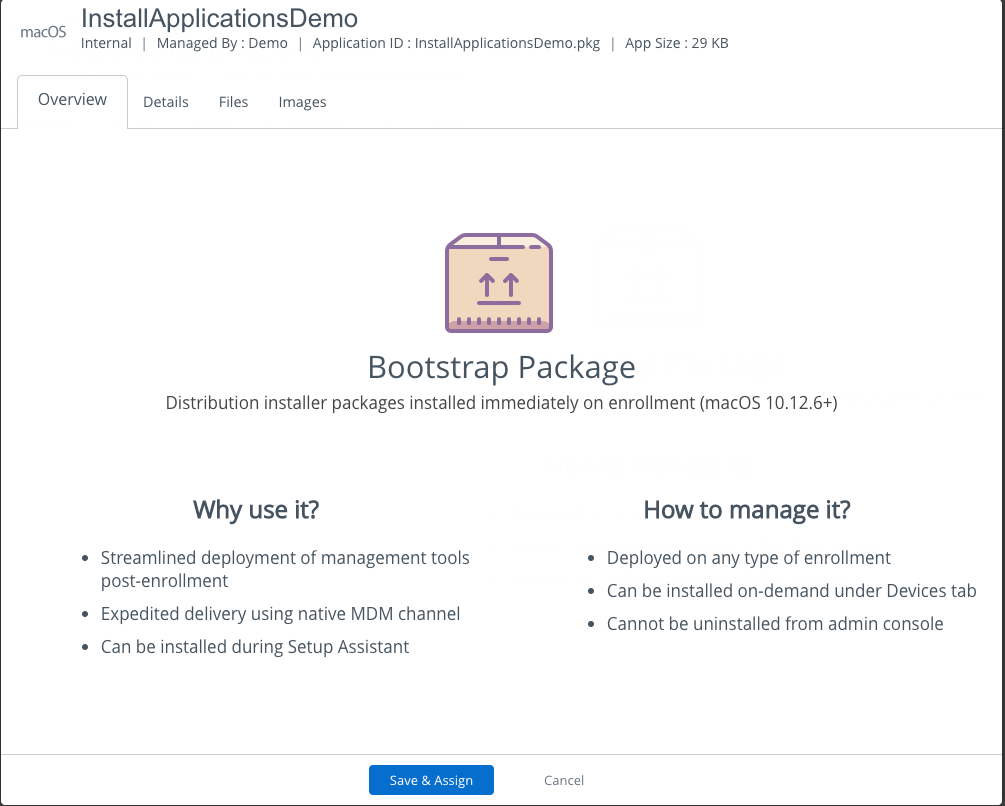 macOS
InstallApplicationsDemo
Internal | Managed By : Demo | Application ID : InstallApplicationsDemo.pkg | App Size : 29 KB
Overview Details Files Images
Bootstrap Package
Distribution installer packages installed immediately on enrollment (macOS 10.12.6+)
Why use it?
• Streamlined deployment of management tools
post-enrollment
• Expedited delivery using native MDM channel
• Can be installed during Setup Assistant
How to manage it?
• Deployed on any type of enrollment
• Can be installed on-demand under Devices tab
• Cannot be uninstalled from admin console
Save & Assign Cancel